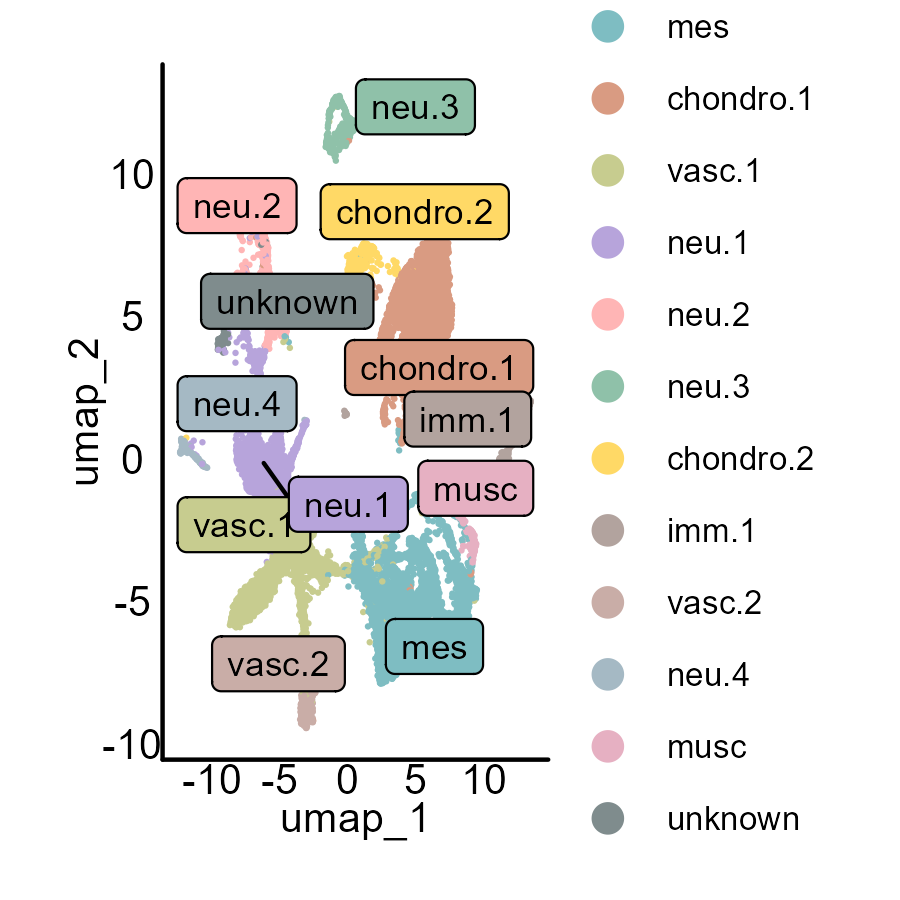 neu.3
neu.2
chondro.2
unknown
chondro.1
neu.4
imm.1
musc
neu.1
vasc.1
mes
vasc.2
10
5
0
-5
-10
umap_2
-10 -5 0 5 10
umap_1
mes
chondro.1
vasc.1
neu.1
neu.2
neu.3
chondro.2
imm.1
vasc.2
neu.4
musc
unknown